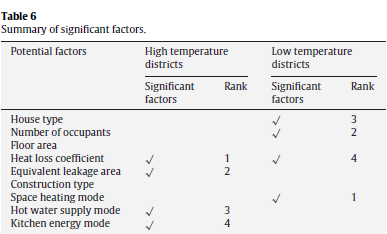 Table 6
Summary of significant factors.
Potential factors High temperature districts Low temperature districts
Significant factors Rank Significant factors Rank
House type ✓ 3
Number of occupants ✓ 2
Floor area
Heat loss coefficient ✓ 1 ✓ 4
Equivalent leakage area ✓ 2
Construction type
Space heating mode ✓ 1
Hot water supply mode ✓ 3
Kitchen energy mode ✓ 4